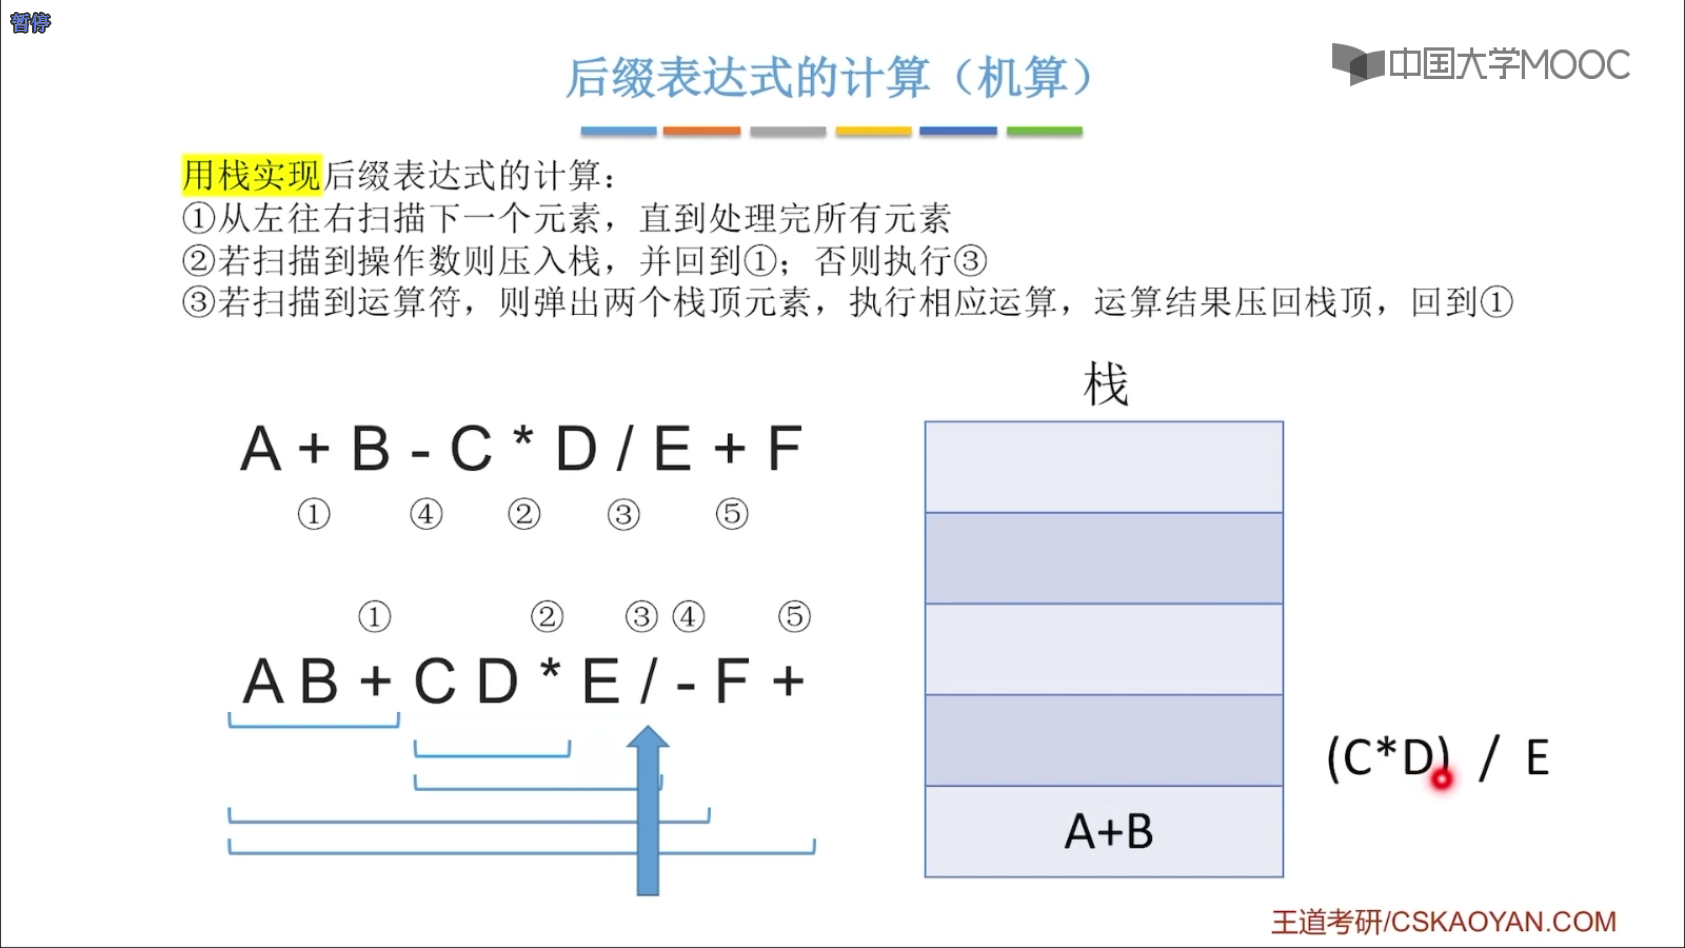 暂停
中国大学MOOC
后缀表达式的计算（机算）
用栈实现后缀表达式的计算：
①从左往右扫描下一个元素，直到处理完所有元素
②若扫描到操作数则压入栈，并回到①；否则执行③
③若扫描到运算符，则弹出两个栈顶元素，执行相应运算，运算结果压回栈顶，回到①
栈
A + B - C * D / E + F
① ④ ② ③ ⑤
① ② ③ ④ ⑤
A B + C D * E / - F +
(C*D) / E
A+B
王道考研/CSKAOYAN.COM